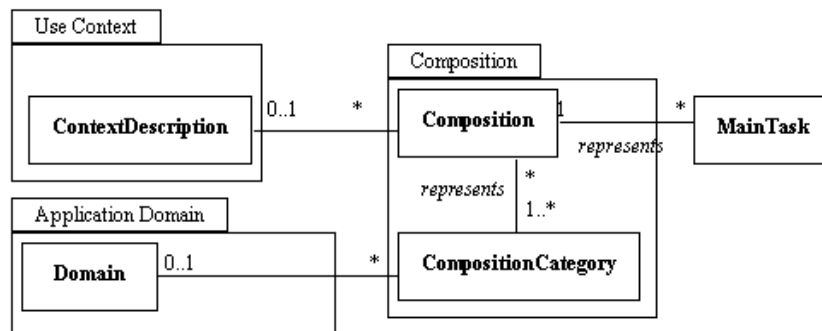 Use Context
Composition
ContextDescription
0..1
*
Composition
1
*
MainTask
represents
represents
*
1..*
Application Domain
Domain
0..1
*
CompositionCategory